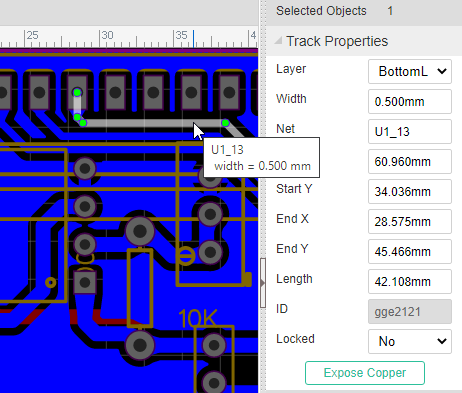 Selected Objects 1
25 30 35 4
Track Properties
Layer BottomL
Width 0.500mm
Net U1_13
U1_13
width = 0.500 mm
60.960mm
Start Y 34.036mm
End X 28.575mm
End Y 45.466mm
Length 42.108mm
ID gge2121
10K
Locked No
Expose Copper